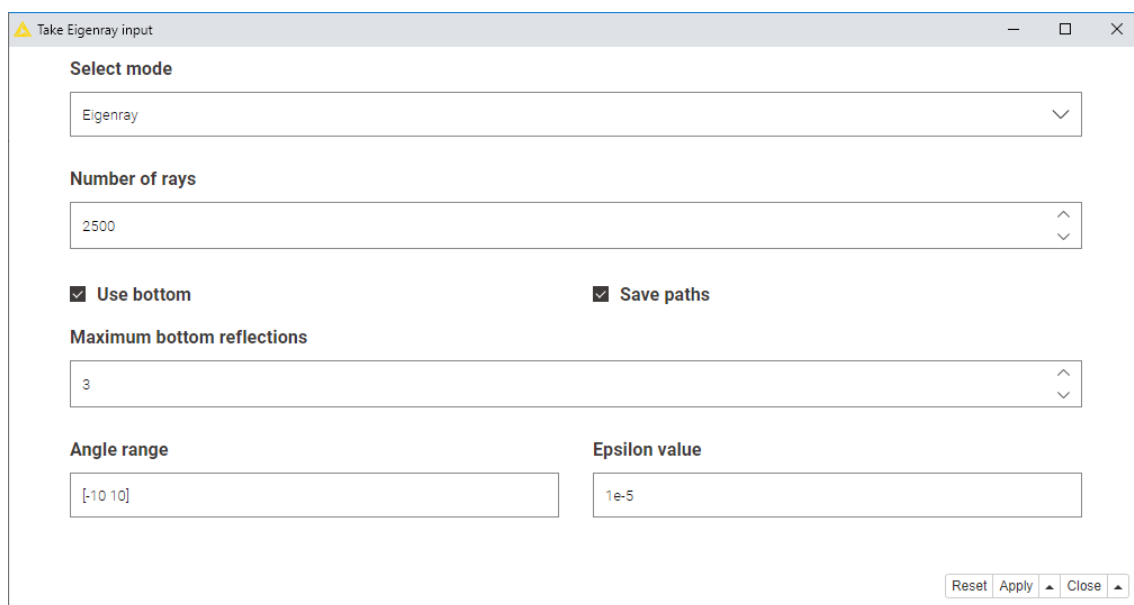 Take Eigenray input
Select mode
Eigenray
Number of rays
2500
Use bottom
Save paths
Maximum bottom reflections
3
Angle range
Epsilon value
[-10 10]
1e-5
Reset Apply Close